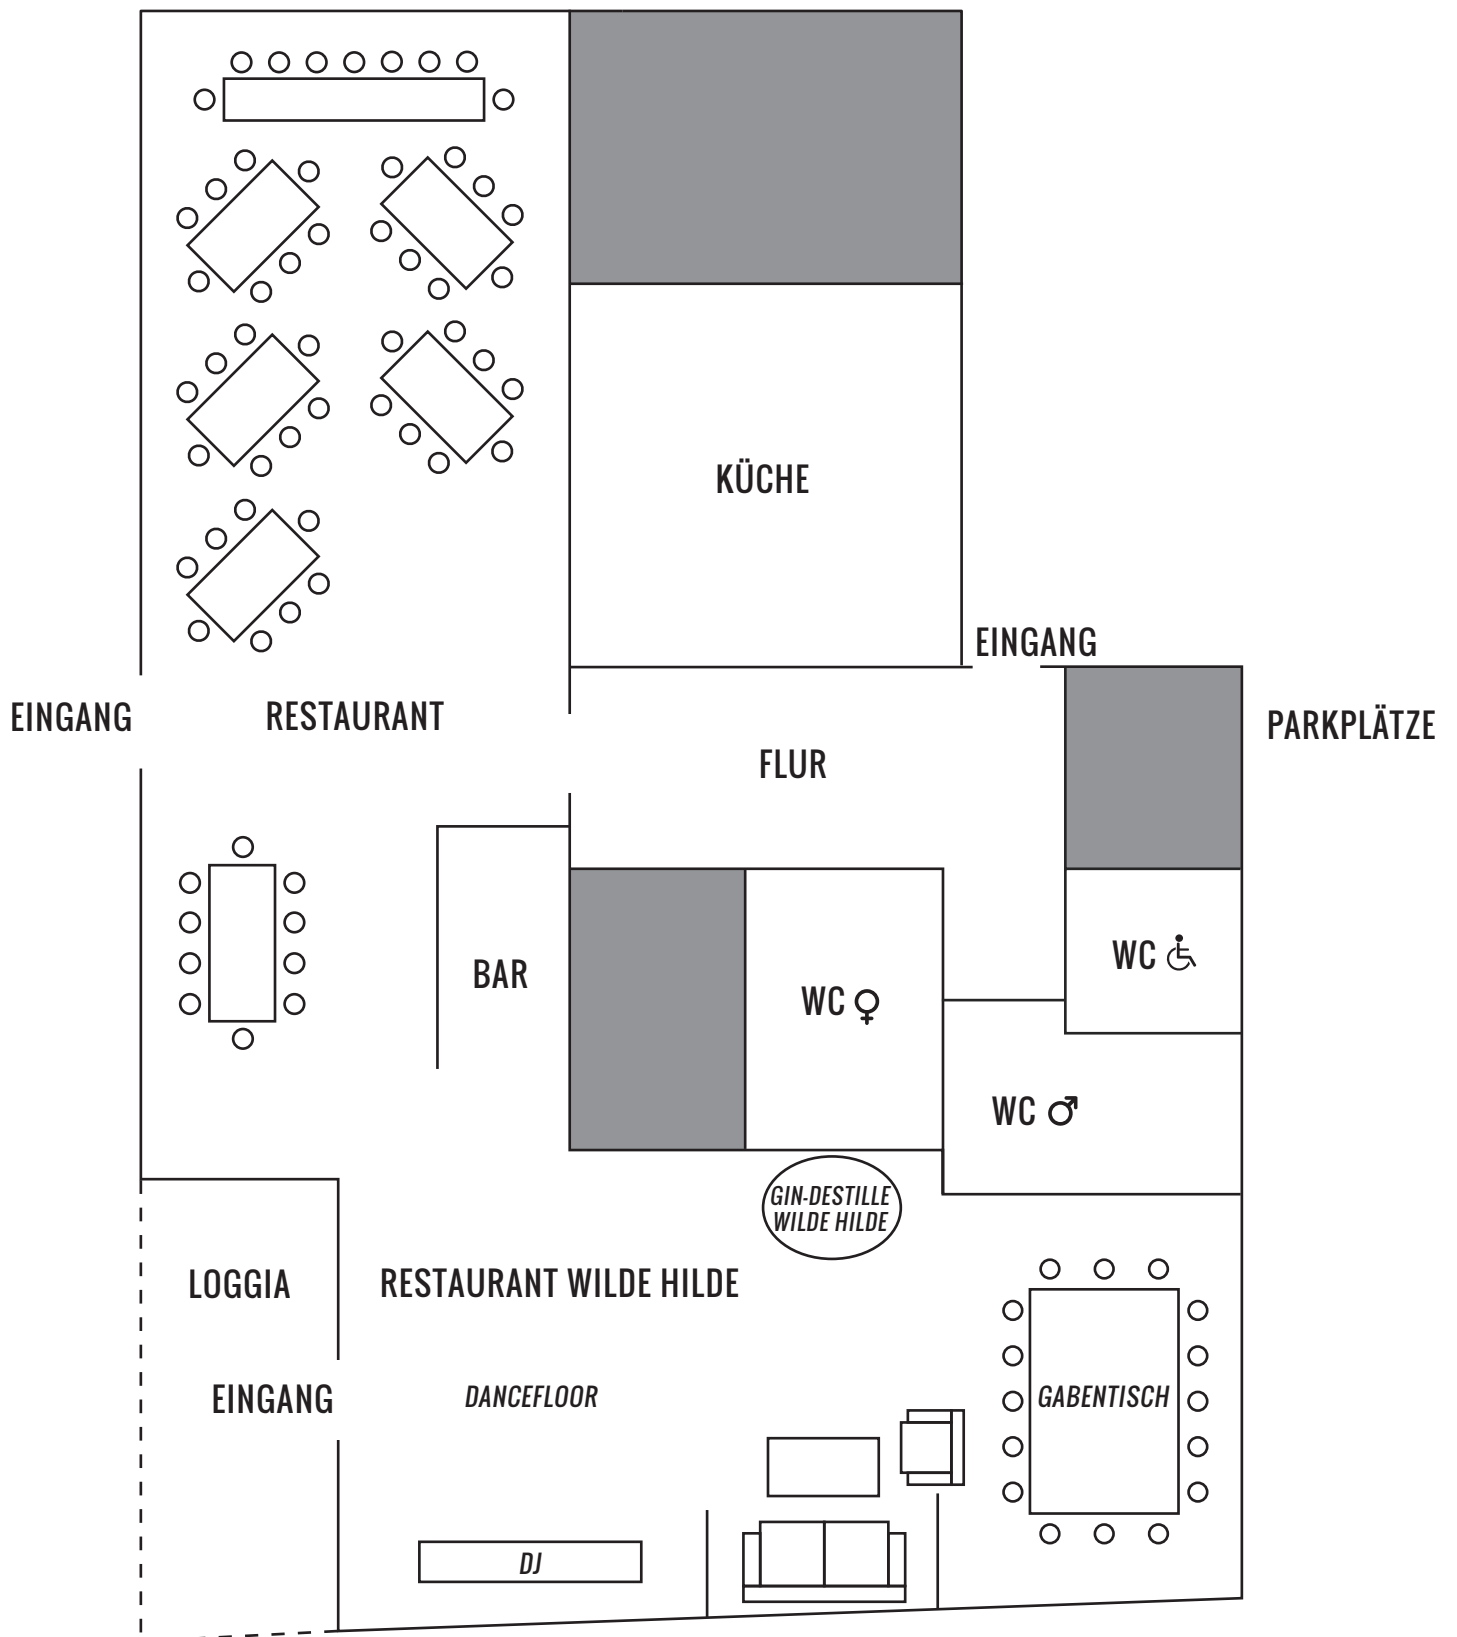 KÜCHE
EINGANG
EINGANG
RESTAURANT
PARKPLÄTZE
FLUR
WC
BAR
WC
WC
GIN-DESTILLE
WILDE HILDE
LOGGIA
RESTAURANT WILDE HILDE
EINGANG
DANCEFLOOR
GABENTISCH
DJ